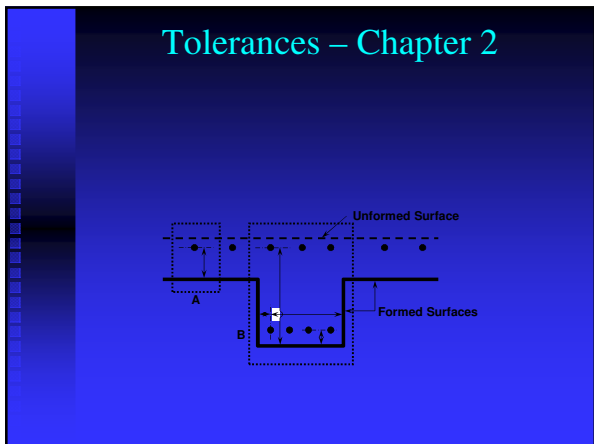 Tolerances – Chapter 2
Unformed Surface
A
Formed Surfaces
B